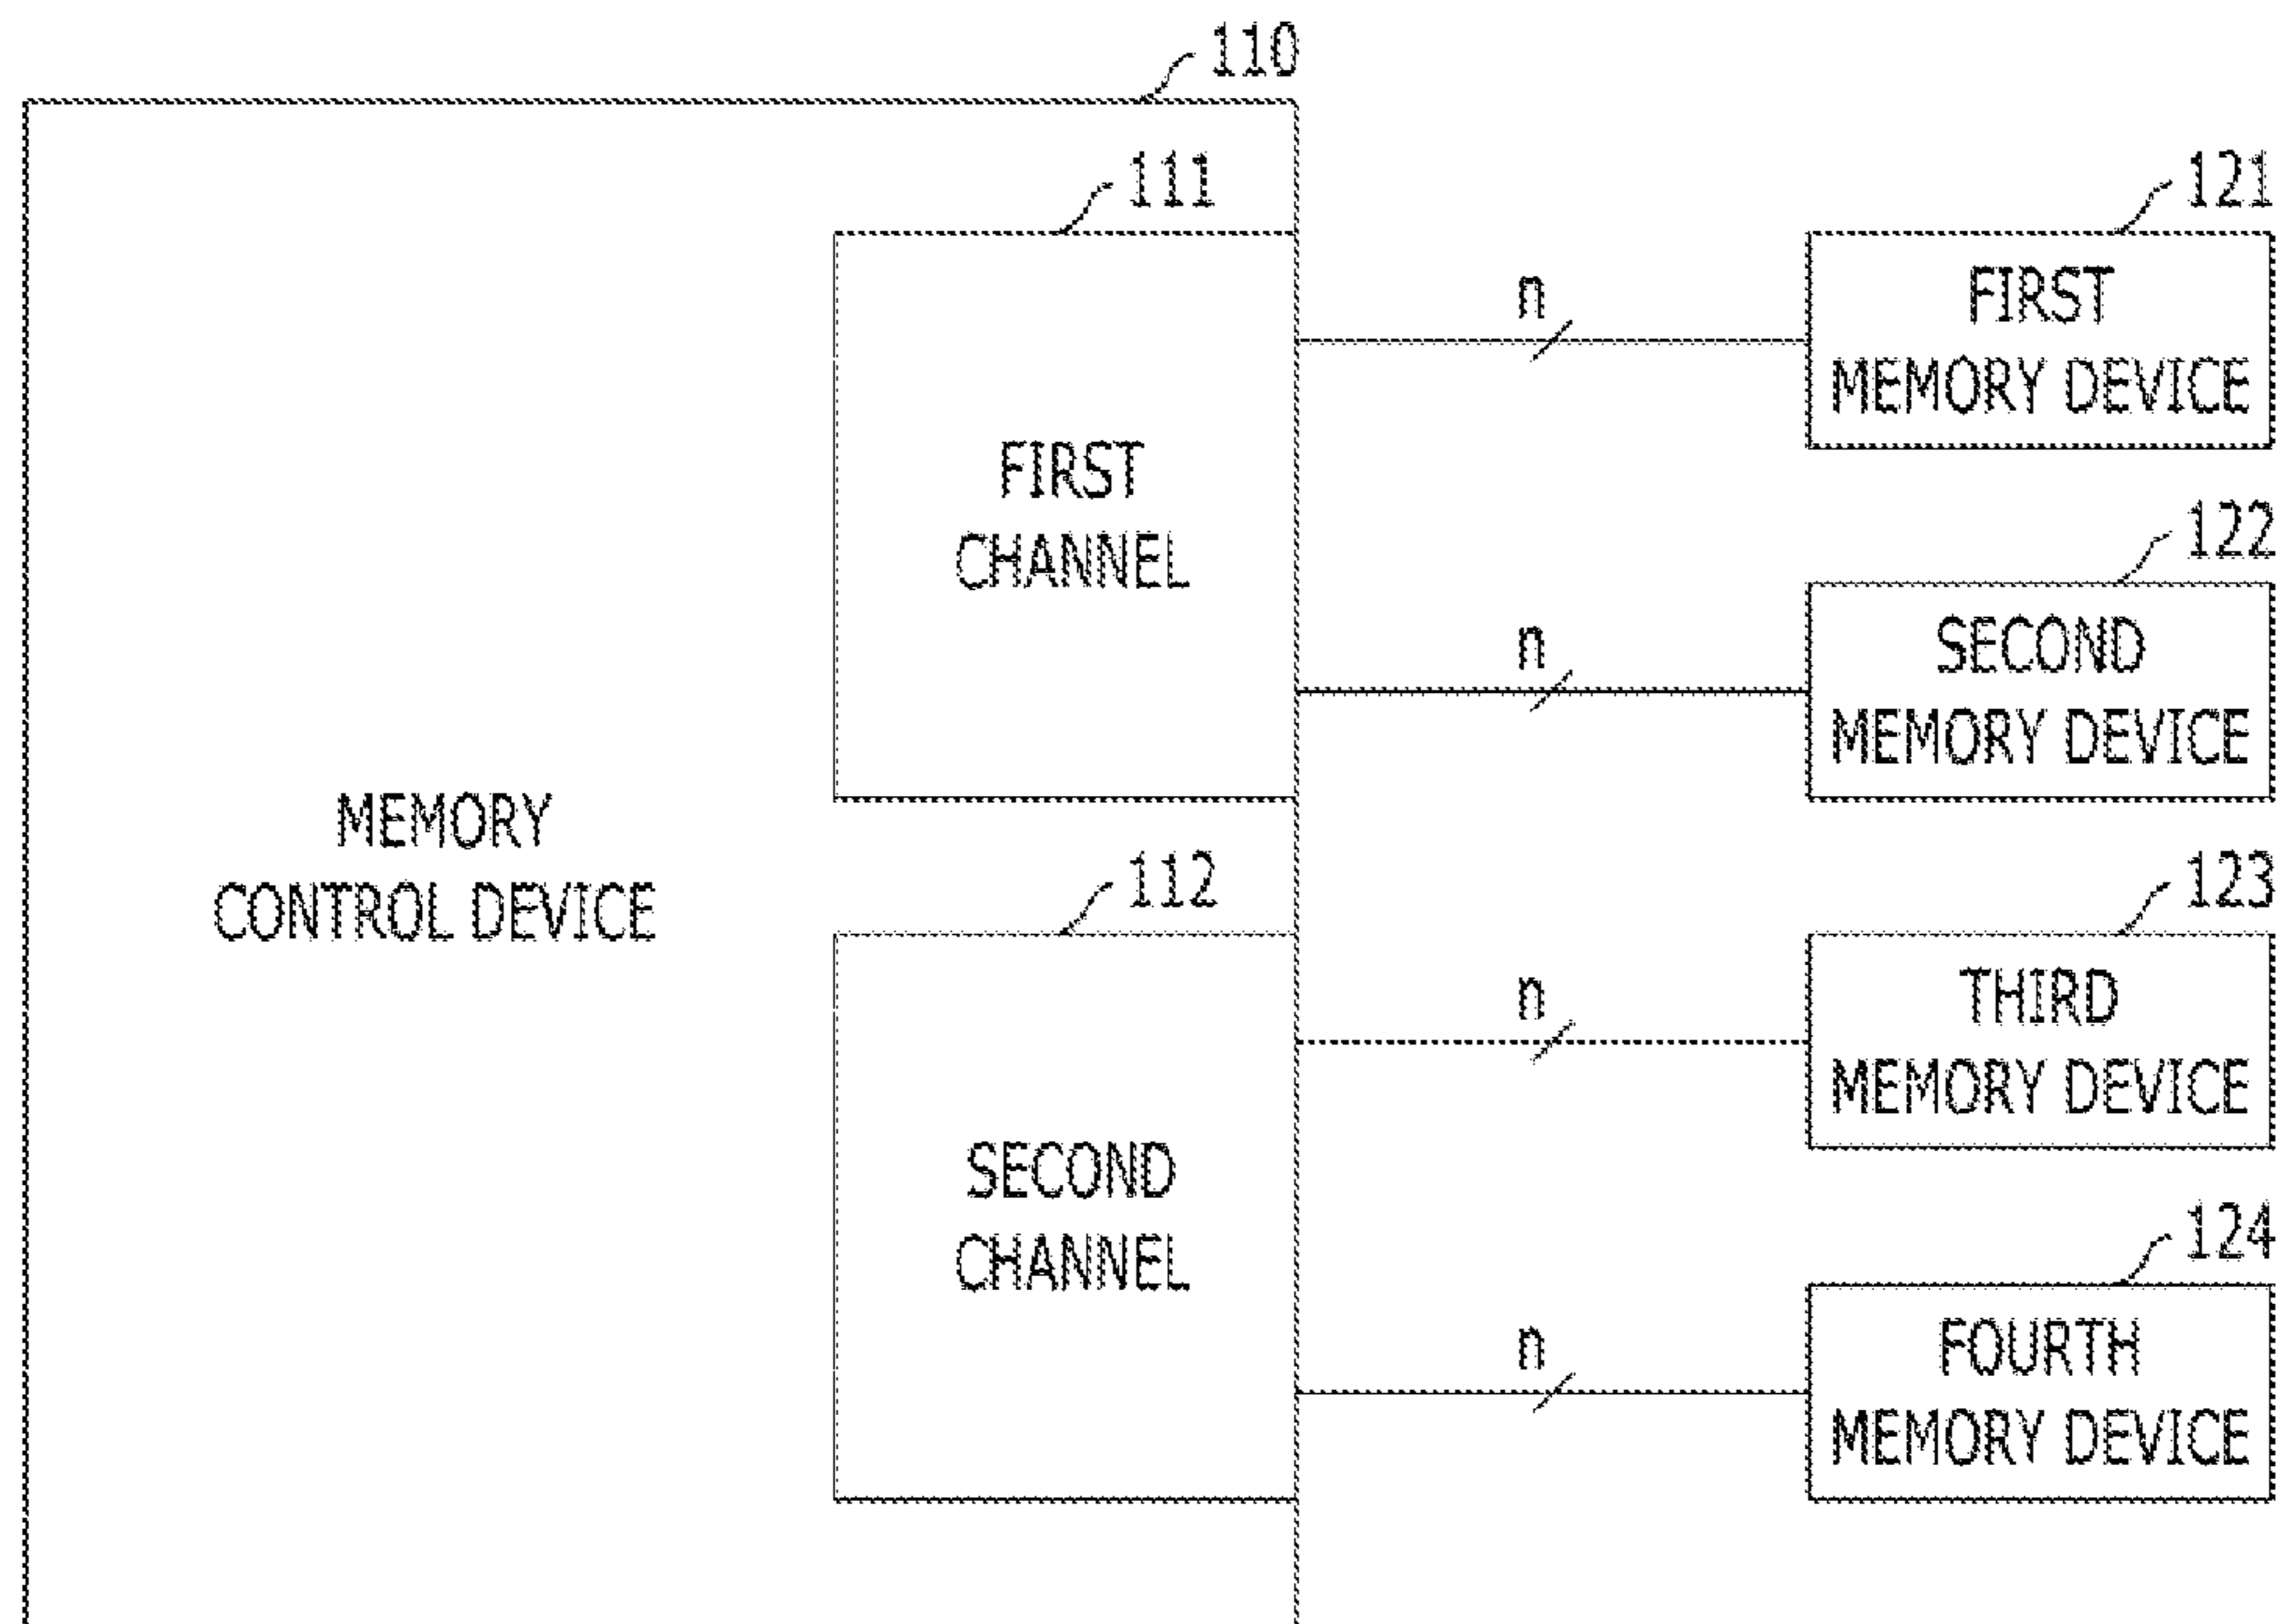 110
111
121
n
FIRST
MEMORY DEVICE
FIRST
CHANNEL
122
n
SECOND
MEMORY DEVICE
MEMORY
CONTROL DEVICE
112
123
n
THIRD
MEMORY DEVICE
SECOND
CHANNEL
124
n
FOURTH
MEMORY DEVICE